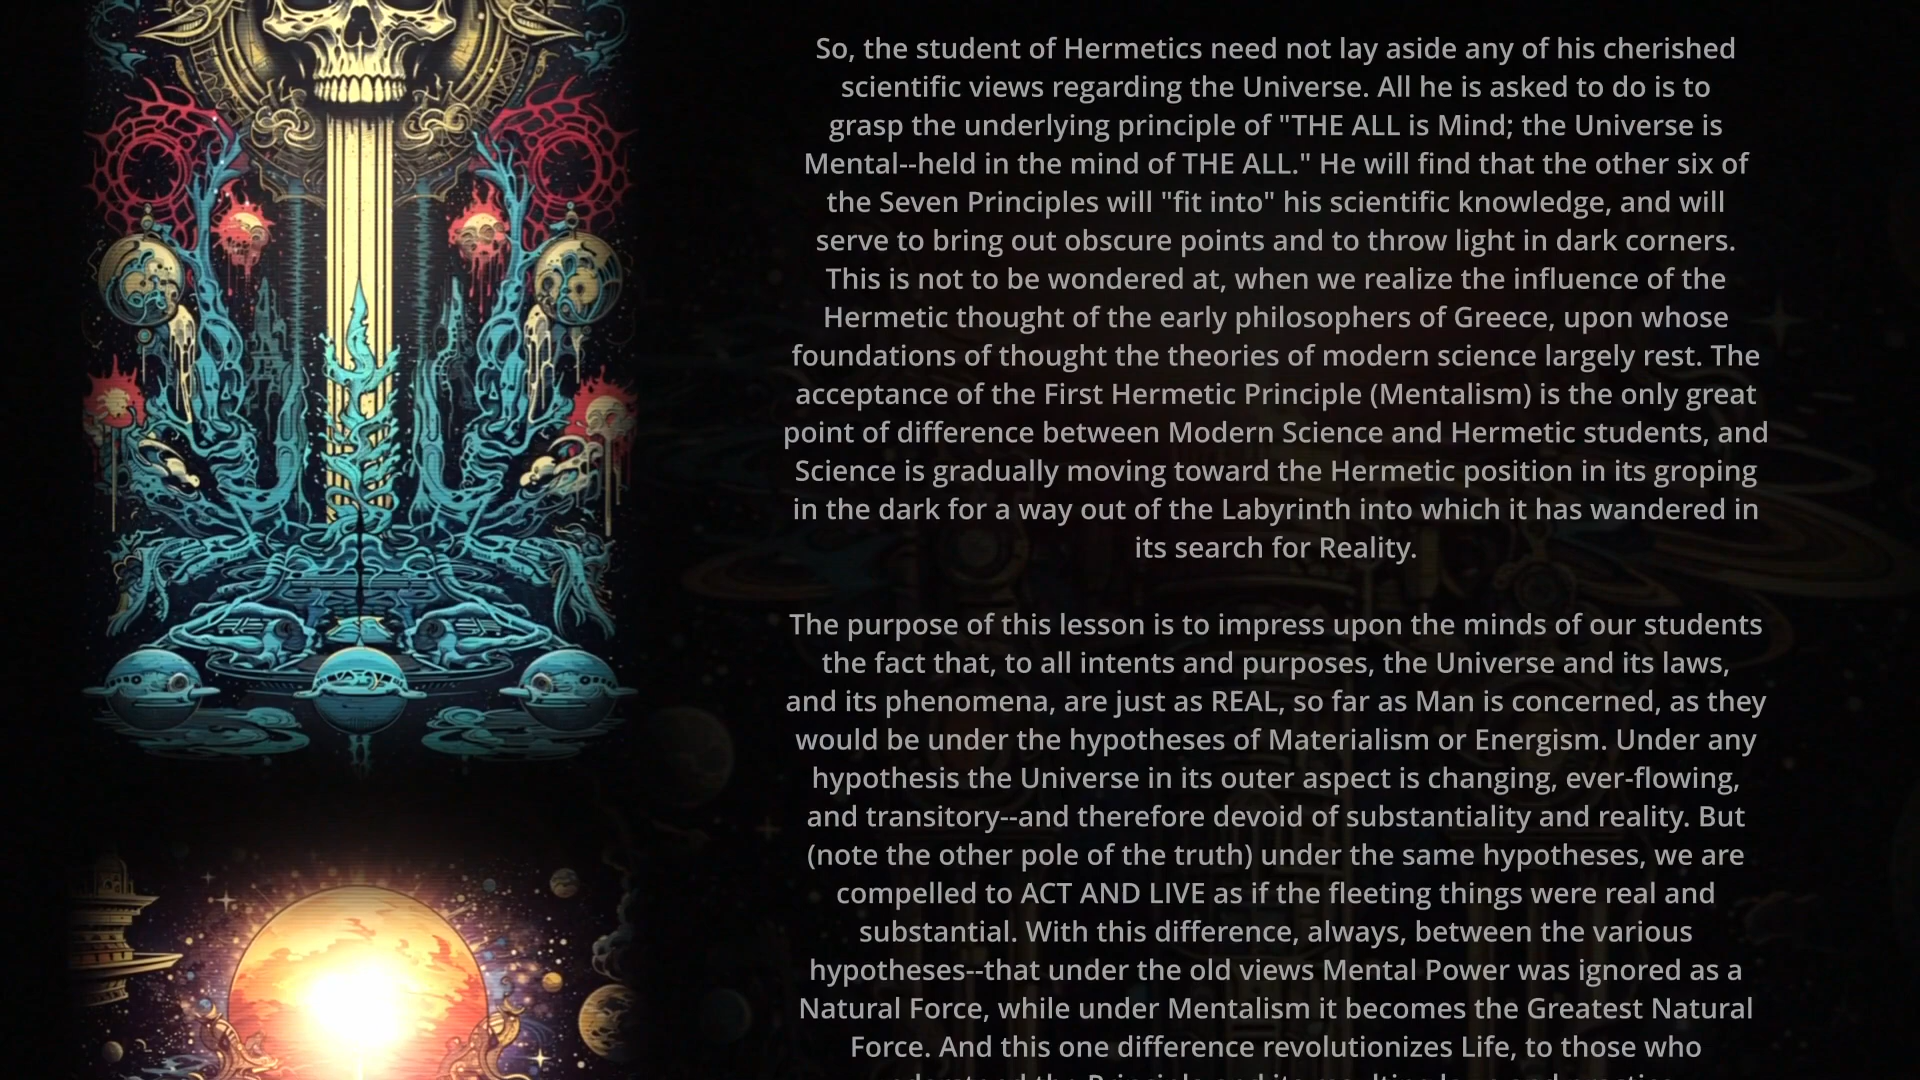 So, the student of Hermetics need not lay aside any of his cherished
scientific views regarding the Universe. All he is asked to do is to
grasp the underlying principle of "THE ALL is Mind; the Universe is
Mental--held in the mind of THE ALL." He will find that the other six of
the Seven Principles will "fit into" his scientific knowledge, and will
serve to bring out obscure points and to throw light in dark corners.
This is not to be wondered at, when we realize the influence of the
Hermetic thought of the early philosophers of Greece, upon whose
foundations of thought the theories of modern science largely rest. The
acceptance of the First Hermetic Principle (Mentalism) is the only great
point of difference between Modern Science and Hermetic students, and
Science is gradually moving toward the Hermetic position in its groping
in the dark for a way out of the Labyrinth into which it has wandered in
its search for Reality.
The purpose of this lesson is to impress upon the minds of our students
the fact that, to all intents and purposes, the Universe and its laws,
and its phenomena, are just as REAL, so far as Man is concerned, as they
would be under the hypotheses of Materialism or Energism. Under any
hypothesis the Universe in its outer aspect is changing, ever-flowing,
and transitory--and therefore devoid of substantiality and reality. But
(note the other pole of the truth) under the same hypotheses, we are
compelled to ACT AND LIVE as if the fleeting things were real and
substantial. With this difference, always, between the various
hypotheses--that under the old views Mental Power was ignored as a
Natural Force, while under Mentalism it becomes the Greatest Natural
Force. And this one difference revolutionizes Life, to those who